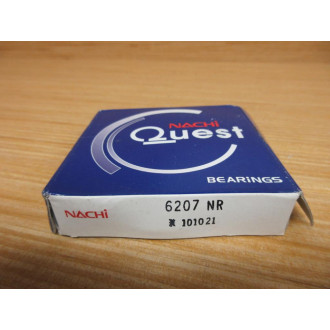 NACHI
Quest
BEARINGS
NACHI
6207 NR
X 101021